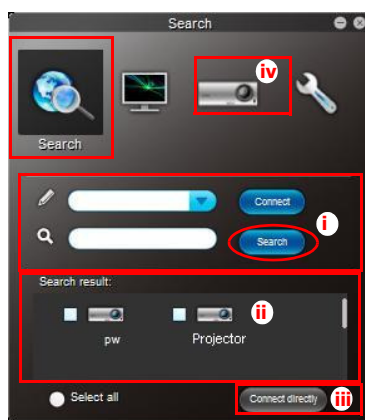 Search
iv
Search
Connect
i
Search
Search result:
ii
pw
Projector
Select all
Connect directly
iii